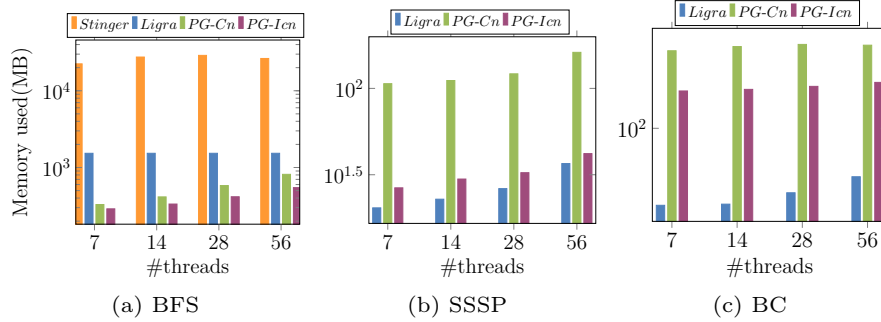 Stinger Ligra PG-Cn PG-Icn
Memory used(MB)
10^4
10^3
7 14 28 56
#threads
(a) BFS
Ligra PG-Cn PG-Icn
10^2
10^1.5
7 14 28 56
#threads
(b) SSSP
Ligra PG-Cn PG-Icn
10^2
7 14 28 56
#threads
(c) BC